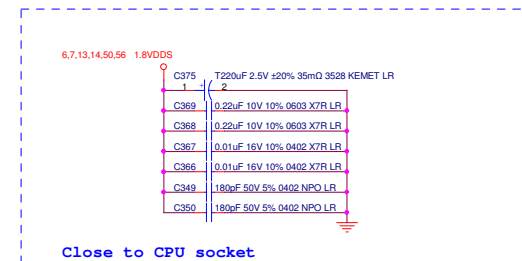 6,7,13,14,50,56 1.8VDDS
C375 T220uF 2.5V ±20% 35mΩ 3528 KEMET LR
1 + 2
C369 0.22uF 10V 10% 0603 X7R LR
C368 0.22uF 10V 10% 0603 X7R LR
C367 0.01uF 16V 10% 0402 X7R LR
C366 0.01uF 16V 10% 0402 X7R LR
C349 180pF 50V 5% 0402 NPO LR
C350 180pF 50V 5% 0402 NPO LR
Close to CPU socket